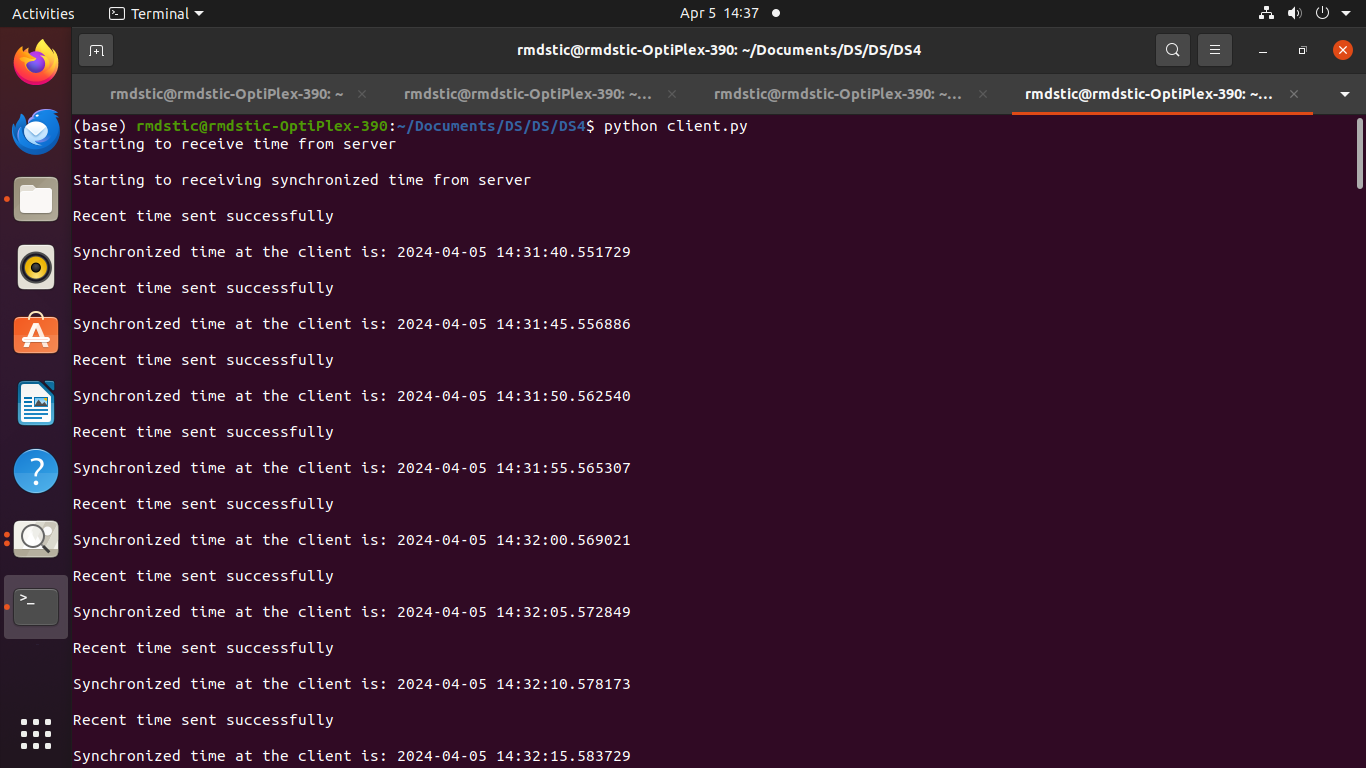 Activities Terminal Apr 5 14:37
rmdstic@rmdstic-OptiPlex-390: ~/Documents/DS/DS/DS4
rmdstic@rmdstic-OptiPlex-390: ~ rmdstic@rmdstic-OptiPlex-390: ~... rmdstic@rmdstic-OptiPlex-390: ~... rmdstic@rmdstic-OptiPlex-390: ~...
(base) rmdstic@rmdstic-OptiPlex-390:~/Documents/DS/DS/DS4$ python client.py
Starting to receive time from server
Starting to receiving synchronized time from server
Recent time sent successfully
Synchronized time at the client is: 2024-04-05 14:31:40.551729
Recent time sent successfully
Synchronized time at the client is: 2024-04-05 14:31:45.556886
Recent time sent successfully
Synchronized time at the client is: 2024-04-05 14:31:50.562540
Recent time sent successfully
Synchronized time at the client is: 2024-04-05 14:31:55.565307
Recent time sent successfully
Synchronized time at the client is: 2024-04-05 14:32:00.569021
Recent time sent successfully
Synchronized time at the client is: 2024-04-05 14:32:05.572849
Recent time sent successfully
Synchronized time at the client is: 2024-04-05 14:32:10.578173
Recent time sent successfully
Synchronized time at the client is: 2024-04-05 14:32:15.583729